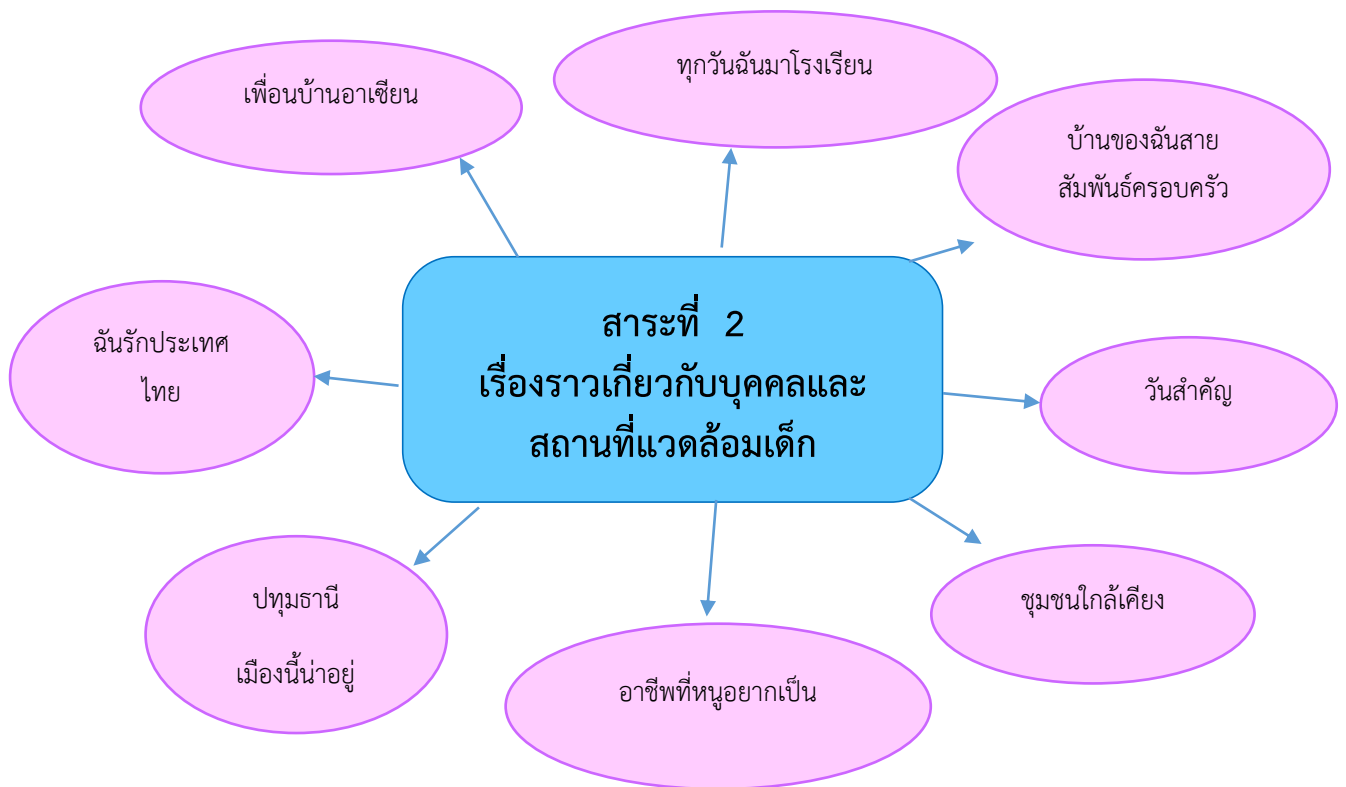 เพื่อนบ้านอาเซียน
ทุกวันฉันมาโรงเรียน
บ้านของฉันสาย
สัมพันธ์ครอบครัว
สาระที่ 2
เรื่องราวเกี่ยวกับบุคคลและ
สถานที่แวดล้อมเด็ก
ฉันรักประเทศ
ไทย
วันสำคัญ
ปทุมธานี
เมืองนี้น่าอยู่
อาชีพที่หนูอยากเป็น
ชุมชนใกล้เคียง